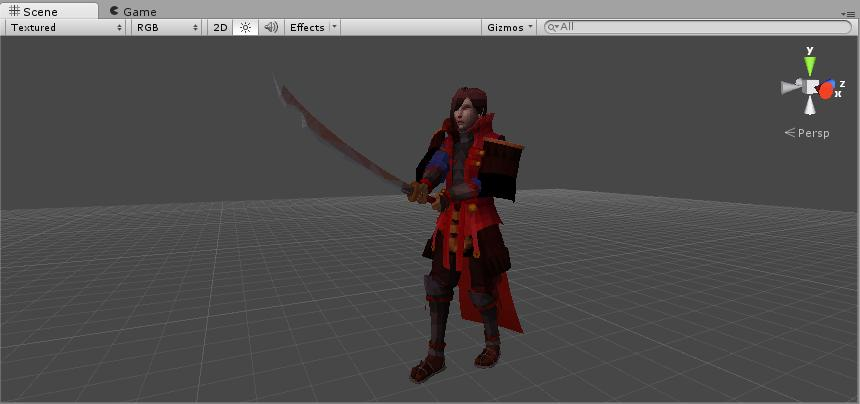 Scene Game
Textured RGB 2D Effects Gizmos All
y
z
x
Persp